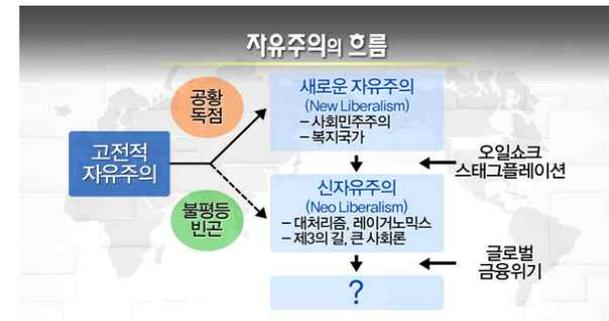 자유주의의 흐름
공황
독점
고전적
자유주의
불평등
빈곤
새로운 자유주의
(New Liberalism)
– 사회민주주의
– 복지국가
오일쇼크
스태그플레이션
신자유주의
(Neo Liberalism)
– 대처리즘, 레이거노믹스
– 제3의 길, 큰 사회론
글로벌
금융위기
?